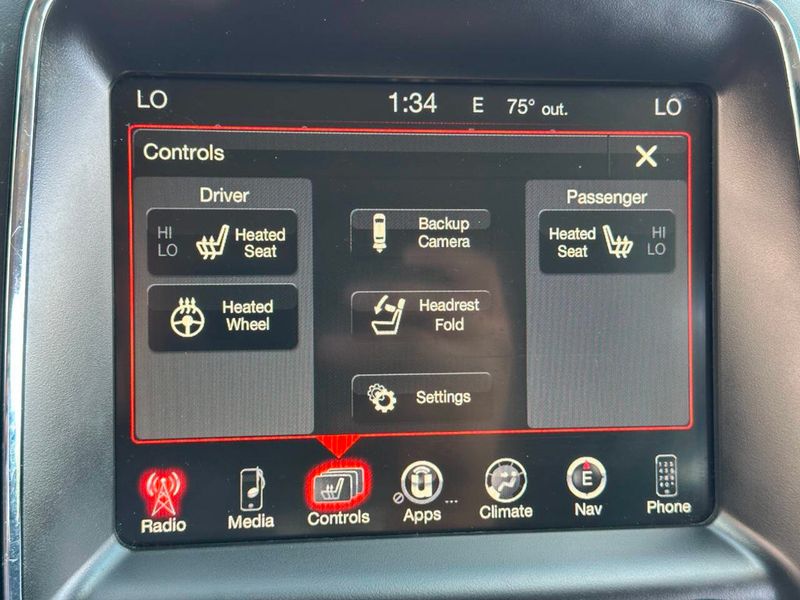 LO 1:34 E 75° out. LO
Controls X
Driver
Passenger
HI
LO
Heated
Seat
Backup
Camera
Heated
Seat
HI
LO
Heated
Wheel
Headrest
Fold
Settings
E
Radio Media Controls Apps ... Climate Nav Phone